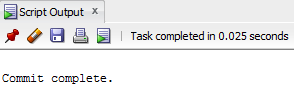 Script Output x
Task completed in 0.025 seconds
Commit complete.